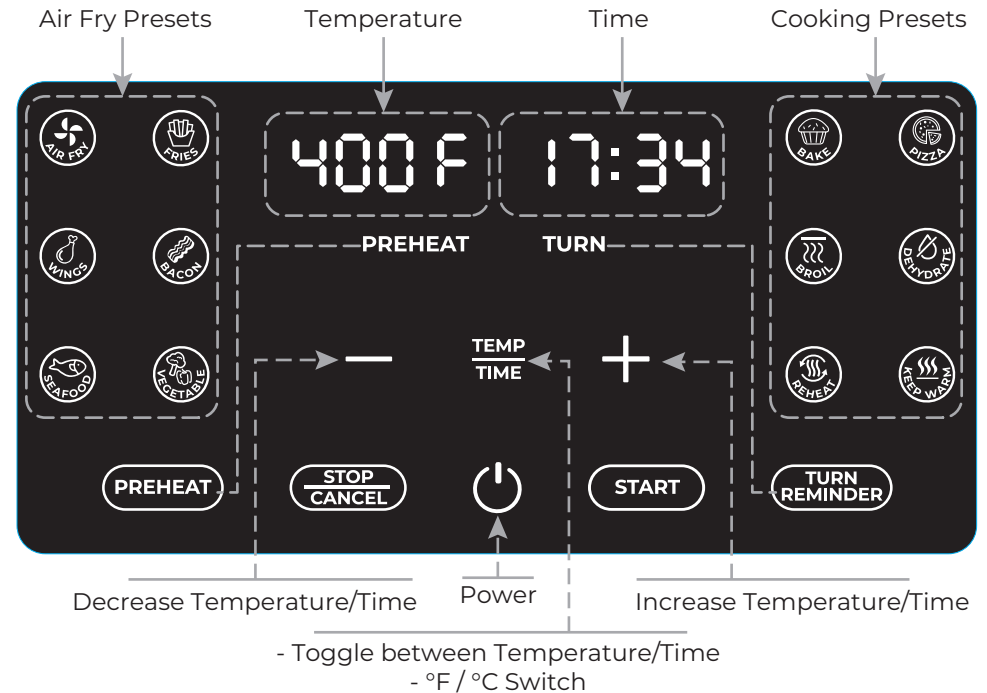 Air Fry Presets
Temperature
Time
Cooking Presets
AIR FRY
FRIES
400 F
17:34
BAKE
PIZZA
PREHEAT
TURN
WINGS
BACON
BROIL
DEHYDRATE
TEMP
TIME
SEAFOOD
VEGETABLE
REHEAT
KEEP WARM
PREHEAT
STOP
CANCEL
START
TURN
REMINDER
Decrease Temperature/Time
Power
Increase Temperature/Time
- Toggle between Temperature/Time
- °F / °C Switch